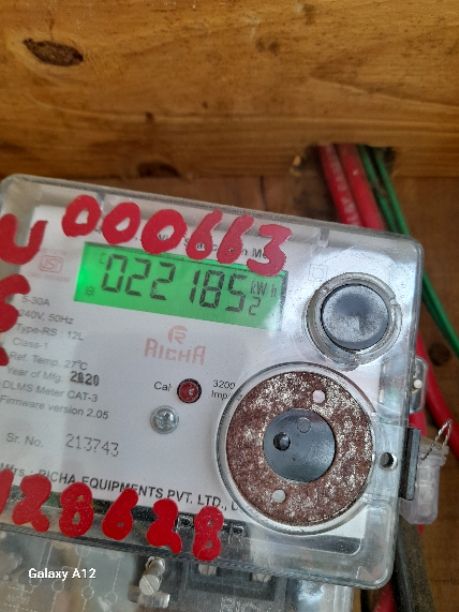 U 000663
0221852 kWh
5-30A
240V, 50Hz
Type-RS : 12L
Class-1
Ref. Temp. 27°C
Year of Mfg. 2020
DLMS Meter CAT-3
Firmware version 2.05
RICHA
Cal
3200
Imp
Sr. No. 213743
Mfrs.: RICHA EQUIPMENTS PVT. LTD.,
128628
Galaxy A12